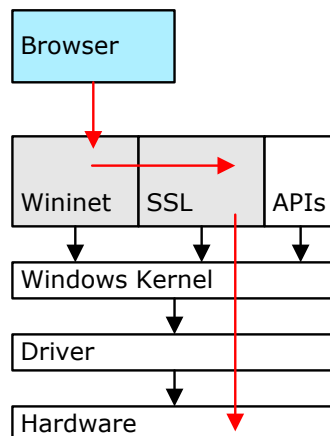 Browser
Wininet SSL APIs
Windows Kernel
Driver
Hardware